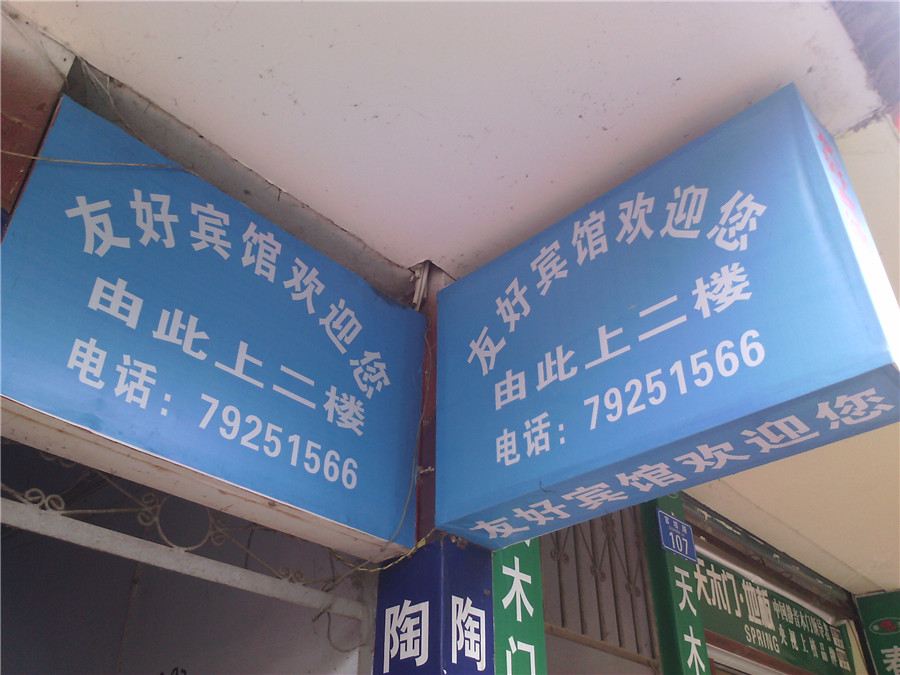 友好宾馆欢迎您
由此上二楼
电话：79251566
友好宾馆欢迎您
由此上二楼
电话：79251566
友好宾馆欢迎您
陶
陶
木门
107
天木
天木门·地板
SPRING